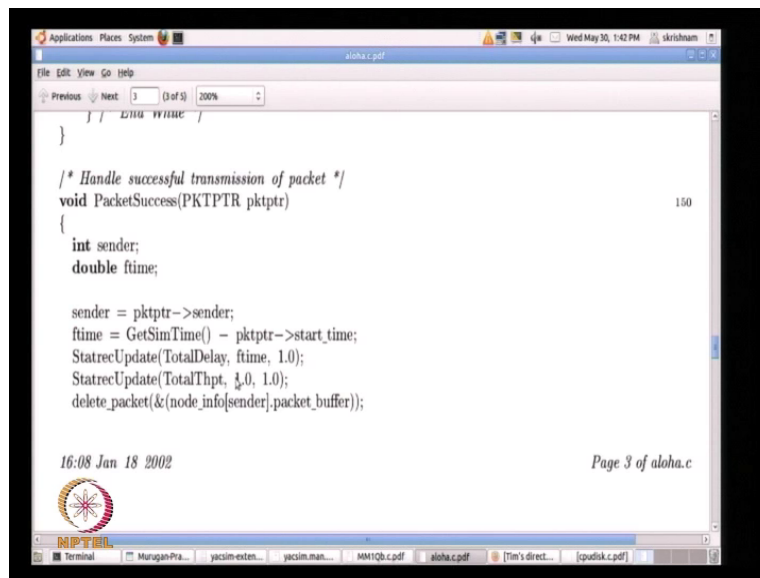 Applications Places System Wed May 30, 1:42 PM skrishnam
aloha.c.pdf
File Edit View Go Help
Previous Next 3 (3 of 5) 200%
} /* End While */
}
/* Handle successful transmission of packet */
void PacketSuccess(PKTPTR pktptr) 150
{
int sender;
double ftime;
sender = pktptr->sender;
ftime = GetSimTime() - pktptr->start_time;
StatrecUpdate(TotalDelay, ftime, 1.0);
StatrecUpdate(TotalThpt, 1.0, 1.0);
delete_packet(&(node_info[sender].packet_buffer));
16:08 Jan 18 2002 Page 3 of aloha.c
NPTEL
Terminal Murugan-Pra... yacsim-exten... yacsim.man.... MM1Qb.c.pdf aloha.c.pdf [Tim's direct... [cpudisk.c.pdf]